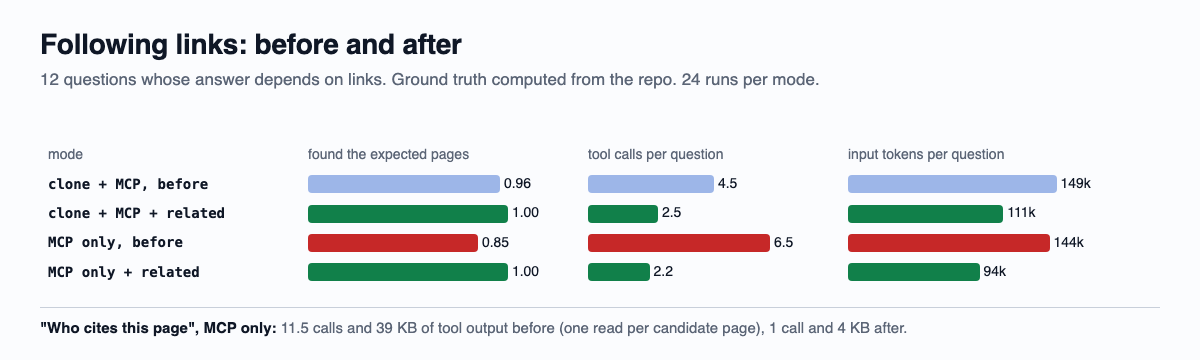 Following links: before and after
12 questions whose answer depends on links. Ground truth computed from the repo. 24 runs per mode.
mode found the expected pages tool calls per question input tokens per question
clone + MCP, before 0.96 4.5 149k
clone + MCP + related 1.00 2.5 111k
MCP only, before 0.85 6.5 144k
MCP only + related 1.00 2.2 94k
"Who cites this page", MCP only: 11.5 calls and 39 KB of tool output before (one read per candidate page), 1 call and 4 KB after.